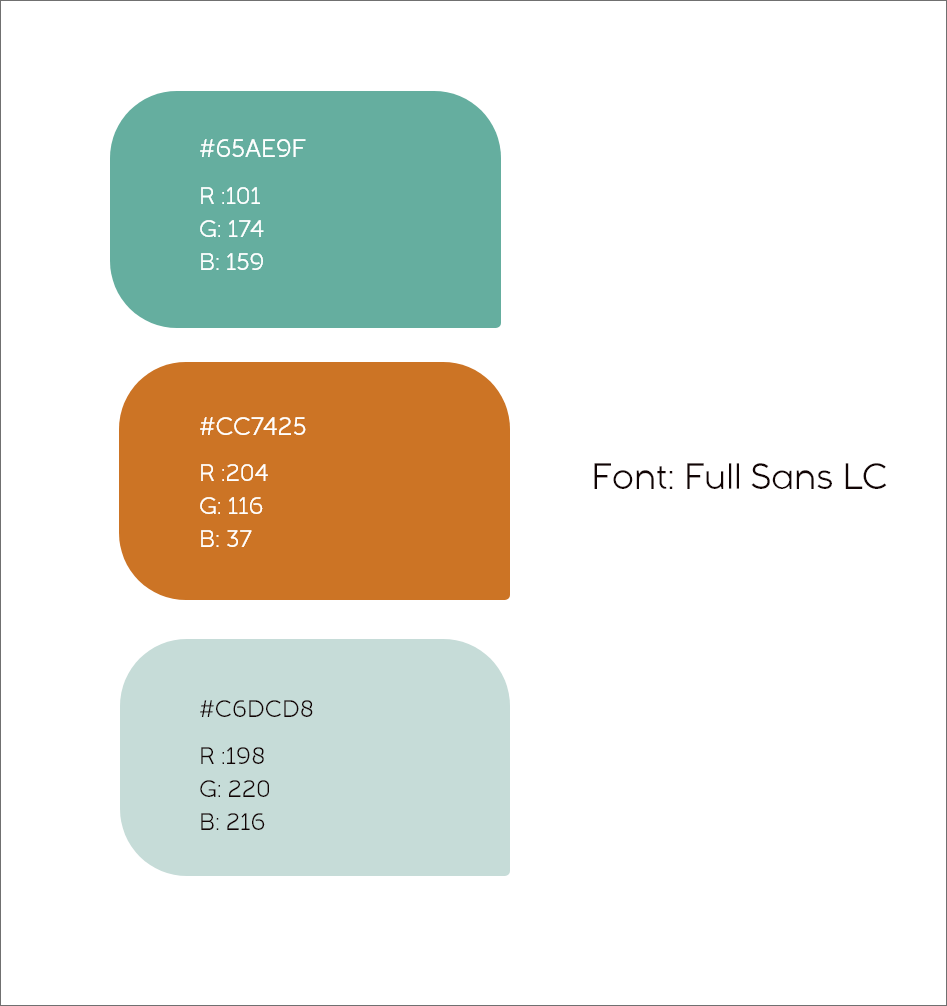 #65AE9F
R :101
G: 174
B: 159
#CC7425
R :204
G: 116
B: 37
Font: Full Sans LC
#C6DCD8
R :198
G: 220
B: 216